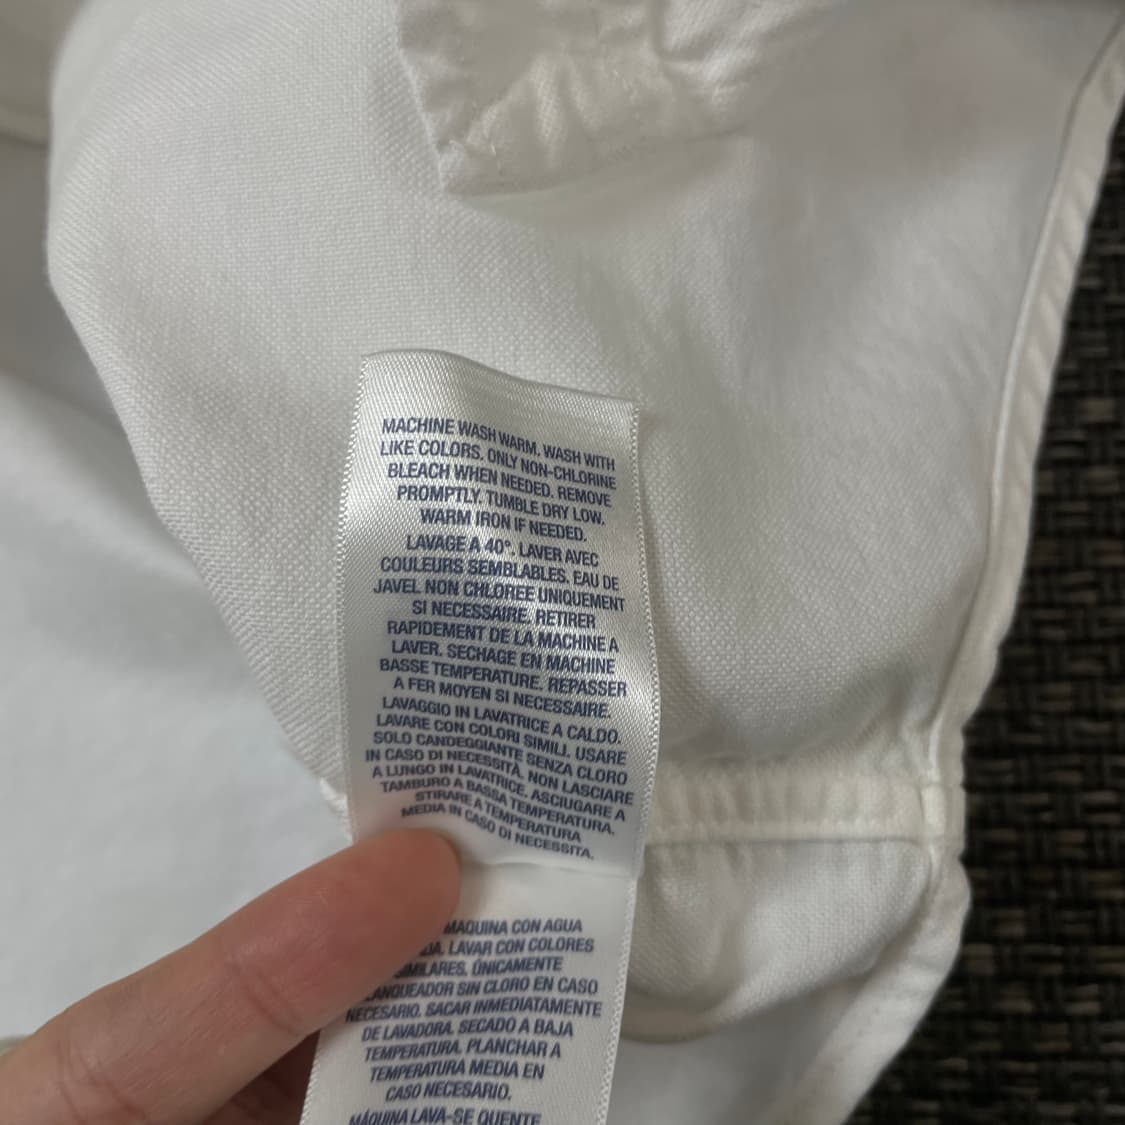 MACHINE WASH WARM. WASH WITH
LIKE COLORS. ONLY NON-CHLORINE
BLEACH WHEN NEEDED. REMOVE
PROMPTLY. TUMBLE DRY LOW.
WARM IRON IF NEEDED.
LAVAGE A 40°. LAVER AVEC
COULEURS SEMBLABLES. EAU DE
JAVEL NON CHLOREE UNIQUEMENT
SI NECESSAIRE. RETIRER
RAPIDEMENT DE LA MACHINE A
LAVER. SECHAGE EN MACHINE
BASSE TEMPERATURE. REPASSER
A FER MOYEN SI NECESSAIRE.
LAVAGGIO IN LAVATRICE A CALDO.
LAVARE CON COLORI SIMILI. USARE
SOLO CANDEGGIANTE SENZA CLORO
IN CASO DI NECESSITÀ. NON LASCIARE
A LUNGO IN LAVATRICE. ASCIUGARE A
TAMBURO A BASSA TEMPERATURA.
STIRARE A TEMPERATURA
MEDIA IN CASO DI NECESSITA.
MAQUINA CON AGUA
LAVAR CON COLORES
SIMILARES. ÚNICAMENTE
BLANQUEADOR SIN CLORO EN CASO
NECESARIO. SACAR INMEDIATAMENTE
DE LAVADORA. SECADO A BAJA
TEMPERATURA. PLANCHAR A
TEMPERATURA MEDIA EN
CASO NECESARIO.
MÁQUINA LAVA-SE QUENTE